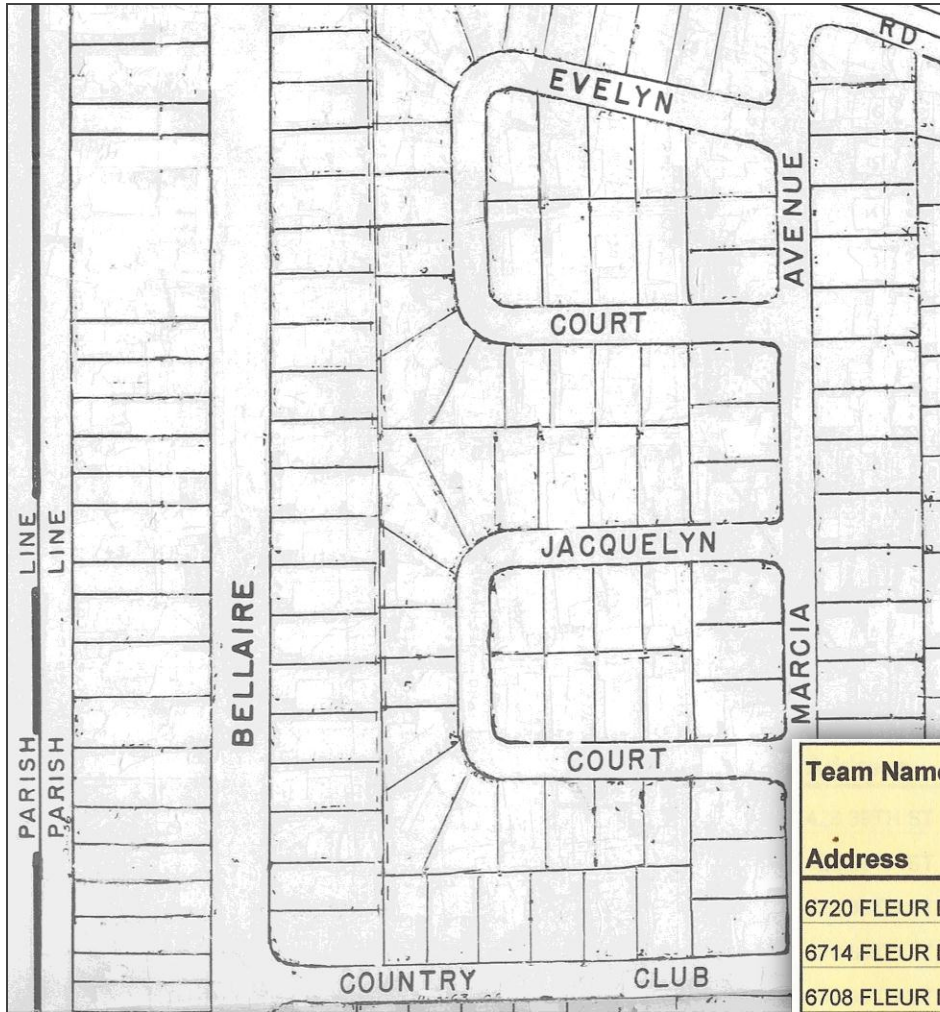 RD
EVELYN
AVENUE
COURT
JACQUELYN
PARISH LINE
PARISH LINE
BELLAIRE
MARCIA
COURT
COUNTRY CLUB
Team Name
Address
6720 FLEUR
6714 FLEUR
6708 FLEUR